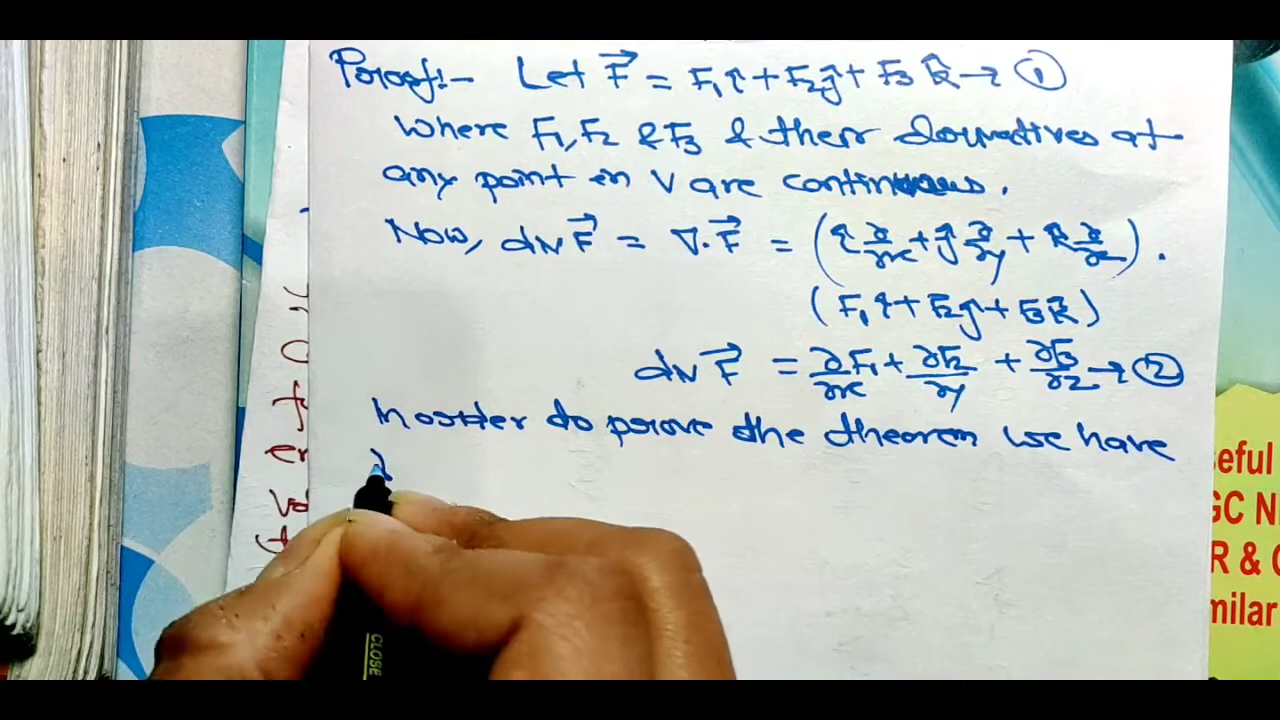 Proof:- Let F⃗ = F₁î + F₂ĵ + F₃k̂ → ①
Where F₁, F₂ & F₃ & their derivatives at
any point in V are continuous.
Now, div F⃗ = ∇·F⃗ = (î ∂/∂x + ĵ ∂/∂y + k̂ ∂/∂z).
(F₁î + F₂ĵ + F₃k̂)
div F⃗ = ∂F₁/∂x + ∂F₂/∂y + ∂F₃/∂z → ②
In order to prove the theorem we have
seful
GC N
R & C
milar
CLOSE